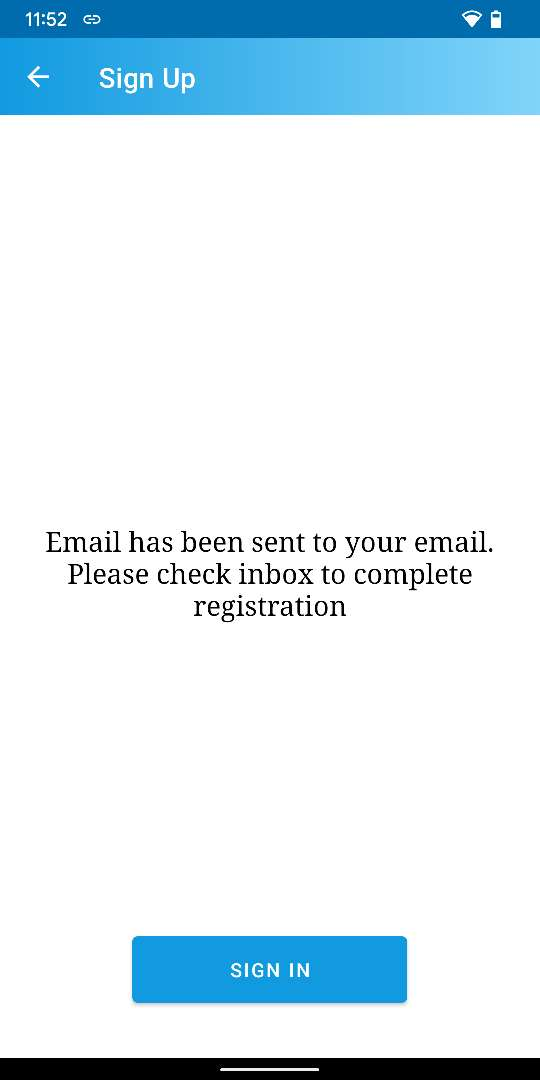 11:52
Sign Up
Email has been sent to your email.
Please check inbox to complete
registration
SIGN IN